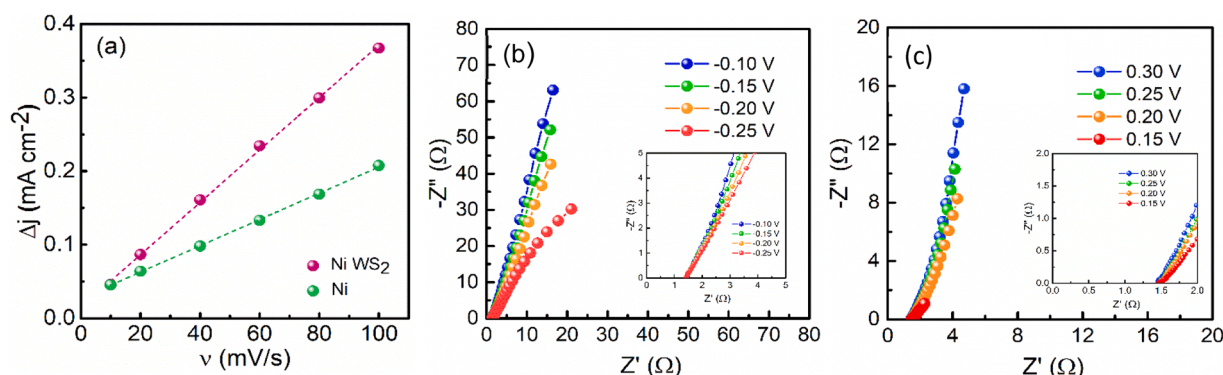 (a)
0.4
0.3
0.2
0.1
0.0
Δj (mA cm-2)
0 20 40 60 80 100
ν (mV/s)
Ni WS2
Ni
(b)
80
70
60
50
40
30
20
10
0
-Z" (Ω)
0 5 10 15 20 25 30 60 70 80
Z' (Ω)
-0.10 V
-0.15 V
-0.20 V
-0.25 V
5
4
3
2
1
0
-Z" (Ω)
0 1 2 3 4 5
Z' (Ω)
-0.10 V
-0.15 V
-0.20 V
-0.25 V
(c)
20
16
12
8
4
0
-Z" (Ω)
0 4 8 12 16 20
Z' (Ω)
0.30 V
0.25 V
0.20 V
0.15 V
2.0
1.5
1.0
0.5
0.0
-Z" (Ω)
0.0 0.5 1.0 1.5 2.0
Z' (Ω)
0.30 V
0.25 V
0.20 V
0.15 V